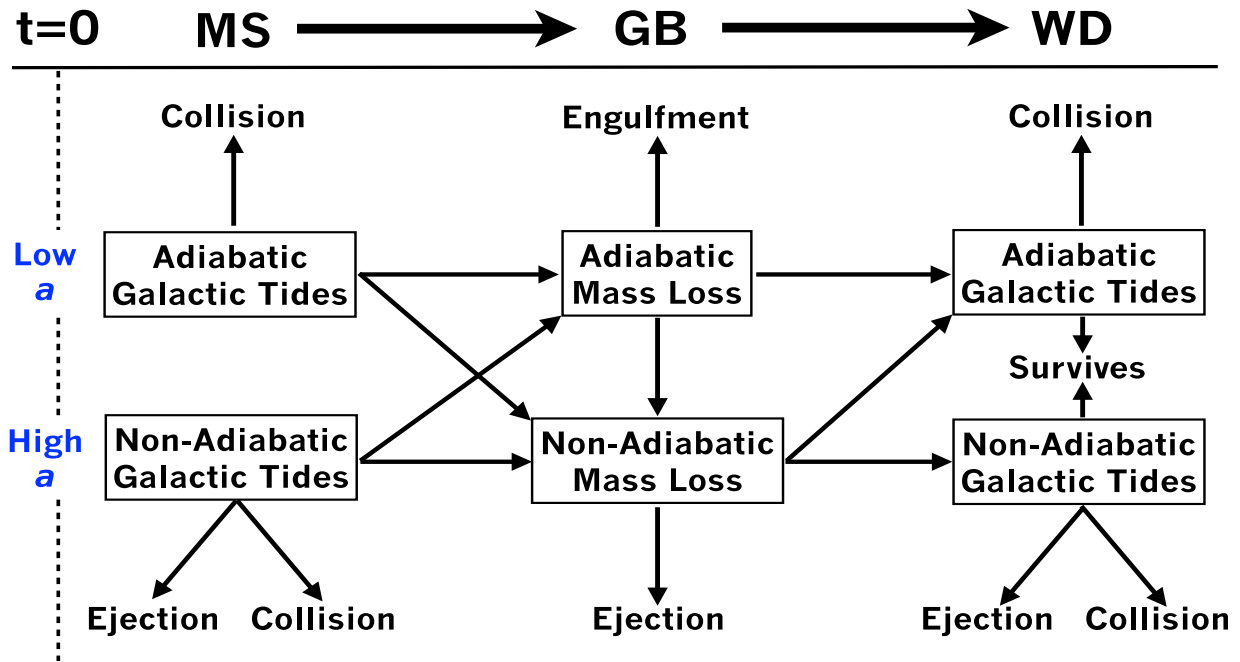 t=0 MS GB WD
Collision Engulfment Collision
Low
a
Adiabatic
Galactic Tides
Adiabatic
Mass Loss
Adiabatic
Galactic Tides
Survives
High
a
Non-Adiabatic
Galactic Tides
Non-Adiabatic
Mass Loss
Non-Adiabatic
Galactic Tides
Ejection Collision Ejection Ejection Collision